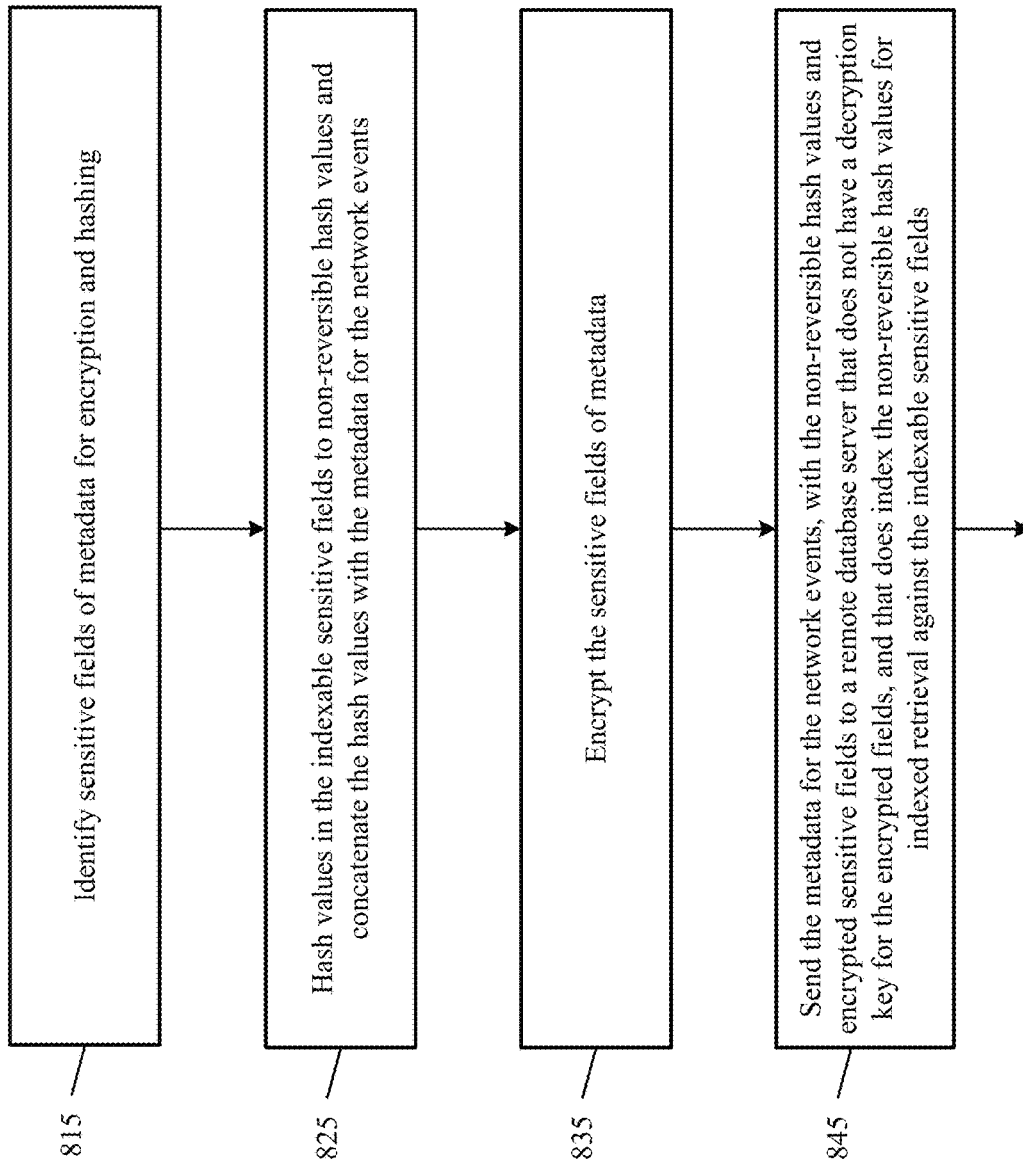 815
Identify sensitive fields of metadata for encryption and hashing
825
Hash values in the indexable sensitive fields to non-reversible hash values and
concatenate the hash values with the metadata for the network events
835
Encrypt the sensitive fields of metadata
845
Send the metadata for the network events, with the non-reversible hash values and
encrypted sensitive fields to a remote database server that does not have a decryption
key for the encrypted fields, and that does index the non-reversible hash values for
indexed retrieval against the indexable sensitive fields